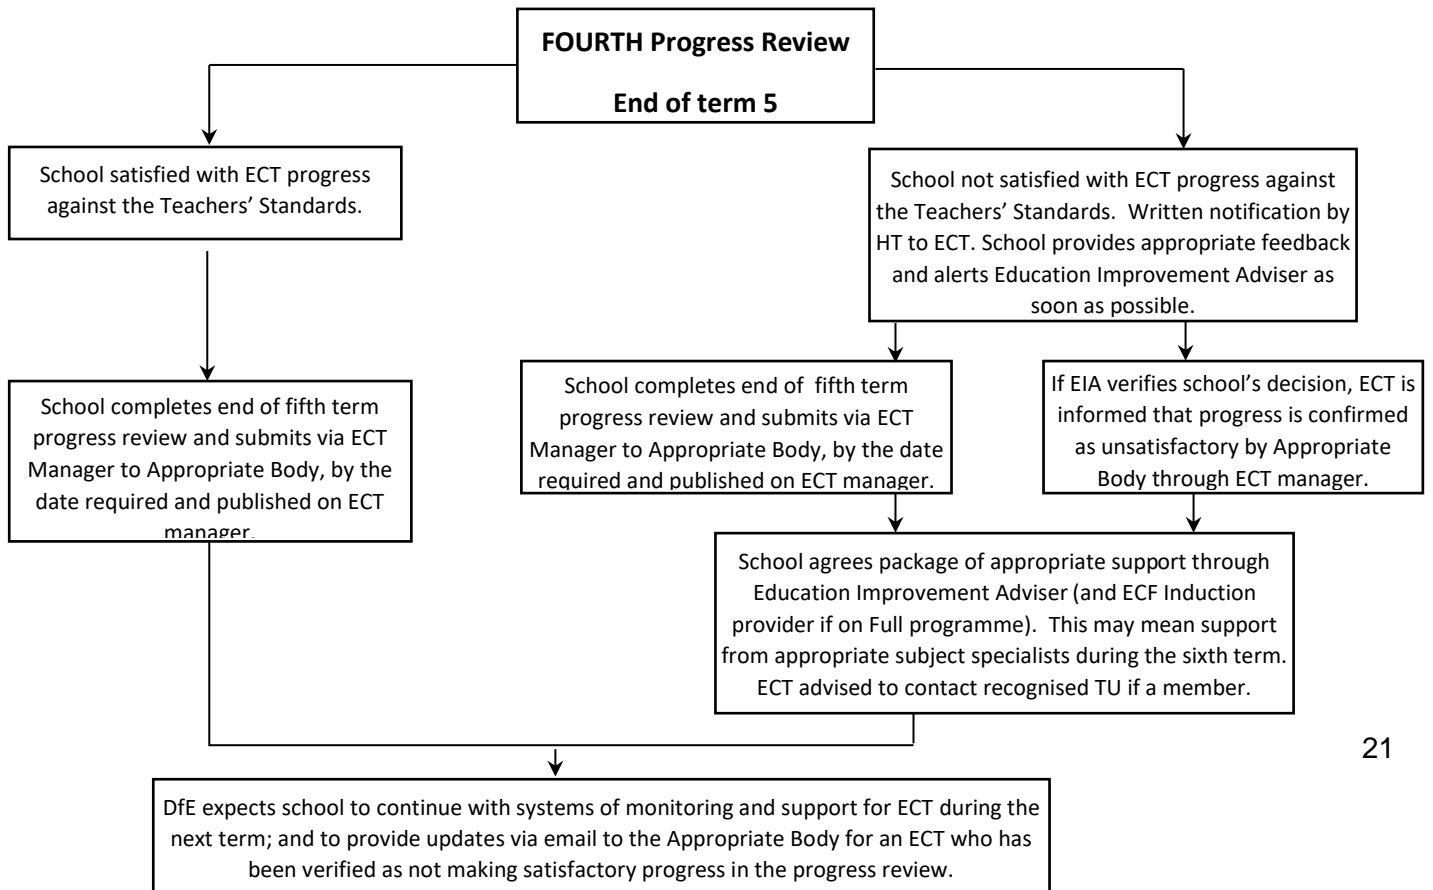 FOURTH Progress Review
End of term 5
School satisfied with ECT progress
against the Teachers’ Standards.
School not satisfied with ECT progress against
the Teachers’ Standards.  Written notification by
HT to ECT. School provides appropriate feedback
and alerts Education Improvement Adviser as
soon as possible.
School completes end of fifth term
progress review and submits via ECT
Manager to Appropriate Body, by the
date required and published on ECT
manager.
School completes end of  fifth term
progress review and submits via ECT
Manager to Appropriate Body, by the date
required and published on ECT manager.
If EIA verifies school’s decision, ECT is
informed that progress is confirmed
as unsatisfactory by Appropriate
Body through ECT manager.
School agrees package of appropriate support through
Education Improvement Adviser (and ECF Induction
provider if on Full programme).  This may mean support
from appropriate subject specialists during the sixth term.
ECT advised to contact recognised TU if a member.
21
DfE expects school to continue with systems of monitoring and support for ECT during the
next term; and to provide updates via email to the Appropriate Body for an ECT who has
been verified as not making satisfactory progress in the progress review.